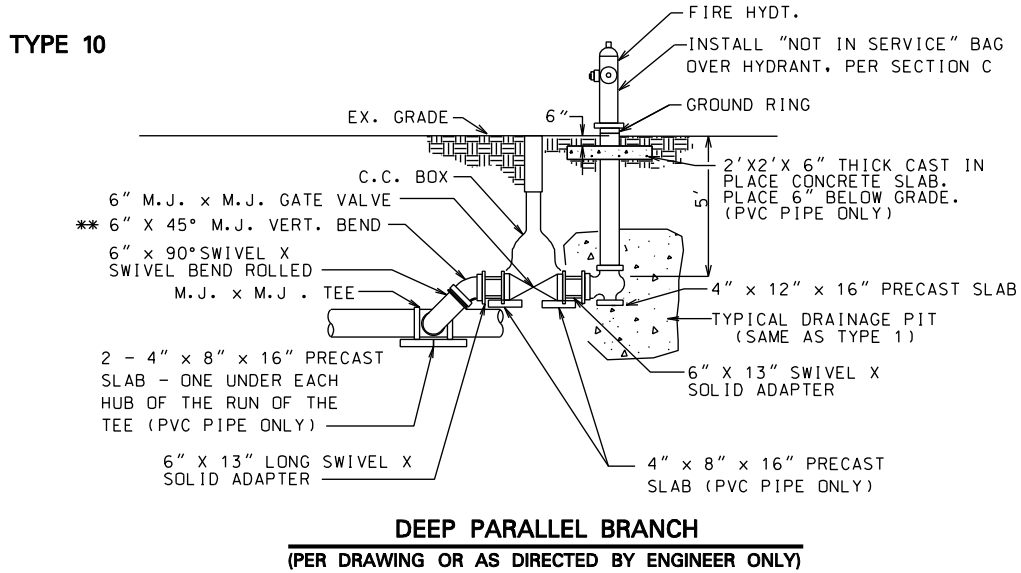 TYPE 10
FIRE HYDT.
INSTALL "NOT IN SERVICE" BAG
OVER HYDRANT, PER SECTION C
GROUND RING
6"
EX. GRADE
2'X2'X 6" THICK CAST IN
PLACE CONCRETE SLAB.
PLACE 6" BELOW GRADE.
(PVC PIPE ONLY)
5'
C.C. BOX
6" M.J. x M.J. GATE VALVE
** 6" X 45° M.J. VERT. BEND
6" x 90° SWIVEL X
SWIVEL BEND ROLLED
M.J. x M.J . TEE
4" x 12" x 16" PRECAST SLAB
TYPICAL DRAINAGE PIT
(SAME AS TYPE 1)
2 - 4" x 8" x 16" PRECAST
SLAB - ONE UNDER EACH
HUB OF THE RUN OF THE
TEE (PVC PIPE ONLY)
6" X 13" SWIVEL X
SOLID ADAPTER
6" X 13" LONG SWIVEL X
SOLID ADAPTER
4" x 8" x 16" PRECAST
SLAB (PVC PIPE ONLY)
DEEP PARALLEL BRANCH
(PER DRAWING OR AS DIRECTED BY ENGINEER ONLY)